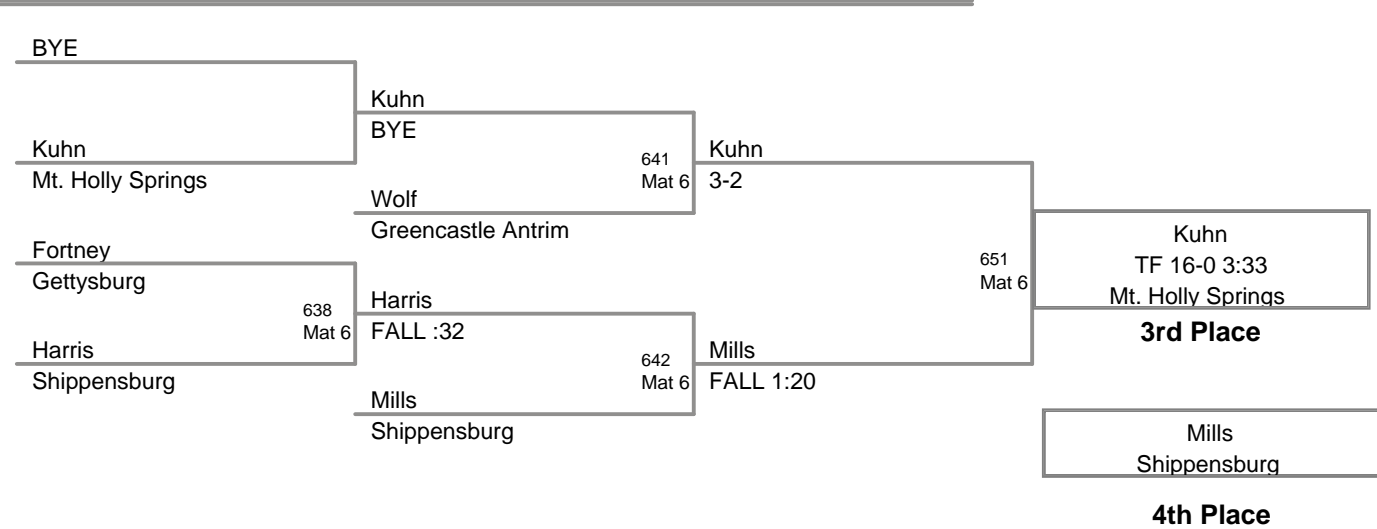 BYE
Kuhn
BYE
Kuhn
Mt. Holly Springs
641
Mat 6
Kuhn
3-2
Wolf
Greencastle Antrim
Fortney
Gettysburg
638
Mat 6
Harris
FALL :32
Harris
Shippensburg
642
Mat 6
Mills
FALL 1:20
Mills
Shippensburg
651
Mat 6
Kuhn
TF 16-0 3:33
Mt. Holly Springs
3rd Place
Mills
Shippensburg
4th Place